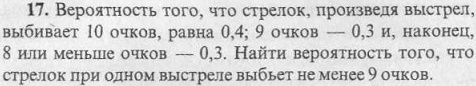 17. Вероятность того, что стрелок, произведя выстрел,
выбивает 10 очков, равна 0,4; 9 очков — 0,3 и, наконец,
8 или меньше очков — 0,3. Найти вероятность того, что
стрелок при одном выстреле выбьет не менее 9 очков.